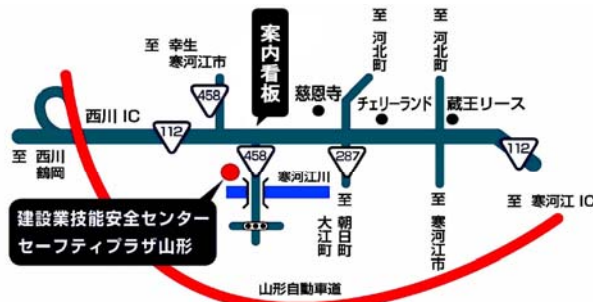 案内看板
至 幸生
寒河江市
至 河北町
至 河北町
458
慈恩寺
チェリーランド
蔵王リース
西川 IC
112
458
287
112
至 西川
鶴岡
寒河江川
至 朝日町
大江町
至 寒河江市
至 寒河江 IC
建設業技能安全センター
セーフティプラザ山形
山形自動車道